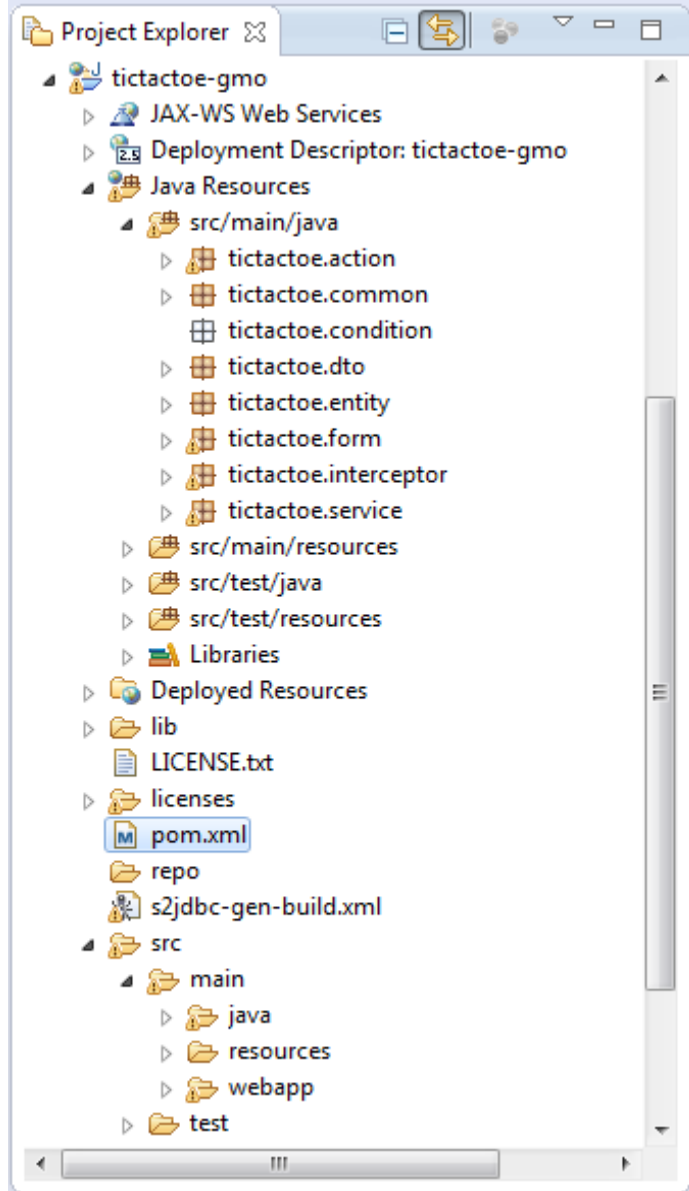 Project Explorer
tictactoe-gmo
JAX-WS Web Services
2.5 Deployment Descriptor: tictactoe-gmo
Java Resources
src/main/java
tictactoe.action
tictactoe.common
tictactoe.condition
tictactoe.dto
tictactoe.entity
tictactoe.form
tictactoe.interceptor
tictactoe.service
src/main/resources
src/test/java
src/test/resources
Libraries
Deployed Resources
lib
LICENSE.txt
licenses
M pom.xml
repo
s2jdbc-gen-build.xml
src
main
java
resources
webapp
test